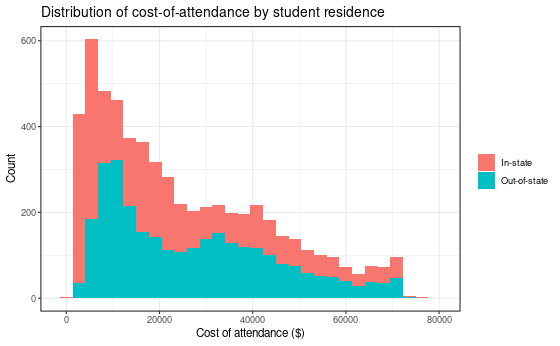 Distribution of cost-of-attendance by student residence
600
400
200
0
Count
0 20000 40000 60000 80000
Cost of attendance ($)
In-state
Out-of-state